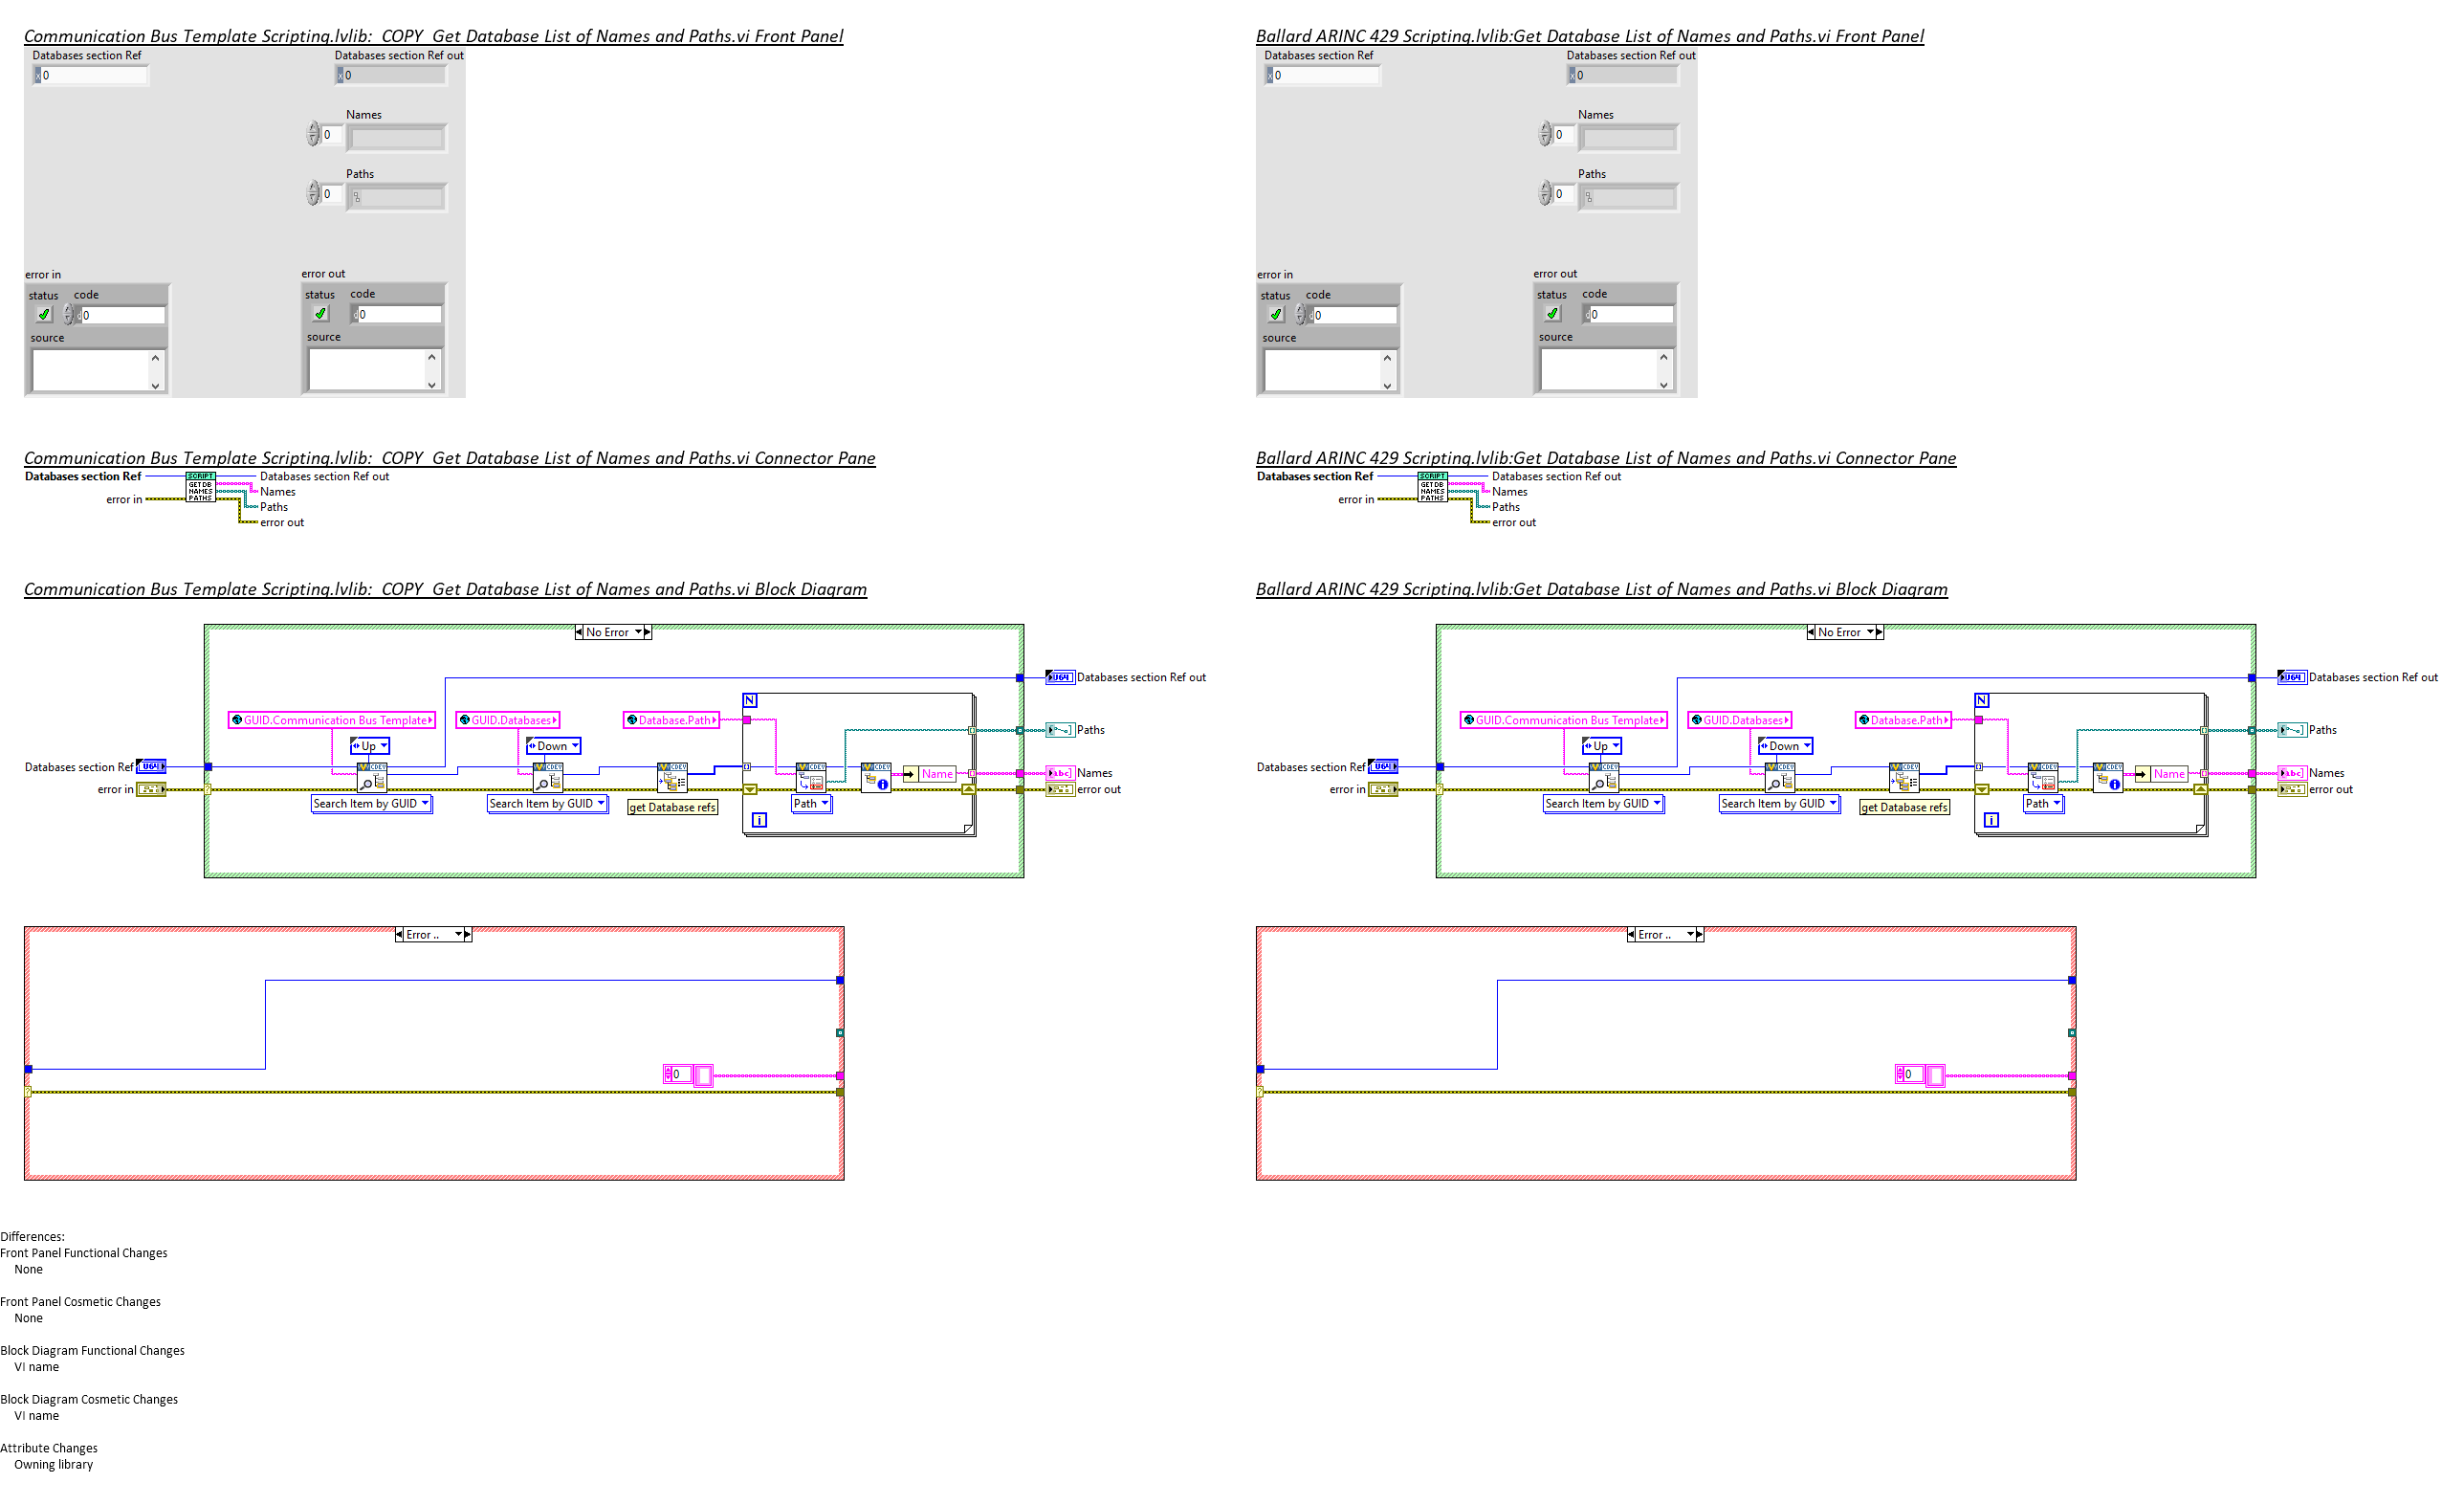 Communication Bus Template Scripting.lvlib:  COPY  Get Database List of Names and Paths.vi Front Panel
Databases section Ref
Databases section Ref out
x 0
x 0
Names
0
Paths
0
error in
error out
status code
status code
d 0
d 0
source
source
Ballard ARINC 429 Scripting.lvlib:Get Database List of Names and Paths.vi Front Panel
Databases section Ref
Databases section Ref out
x 0
x 0
Names
0
Paths
0
error in
error out
status code
status code
d 0
d 0
source
source
Communication Bus Template Scripting.lvlib:  COPY  Get Database List of Names and Paths.vi Connector Pane
Databases section Ref
SCRIPT
GET DB
NAMES
PATHS
Databases section Ref out
Names
error in
Paths
error out
Ballard ARINC 429 Scripting.lvlib:Get Database List of Names and Paths.vi Connector Pane
Databases section Ref
SCRIPT
GET DB
NAMES
PATHS
Databases section Ref out
Names
error in
Paths
error out
Communication Bus Template Scripting.lvlib:  COPY  Get Database List of Names and Paths.vi Block Diagram
No Error
U64
Databases section Ref out
N
GUID.Communication Bus Template
GUID.Databases
Database.Path
Paths
Up
Down
Databases section Ref
U64
CDEV
CDEV
CDEV
CDEV
CDEV
Name
abc
Names
error in
error out
Search Item by GUID
Search Item by GUID
get Database refs
Path
i
Error ..
0
Ballard ARINC 429 Scripting.lvlib:Get Database List of Names and Paths.vi Block Diagram
No Error
U64
Databases section Ref out
N
GUID.Communication Bus Template
GUID.Databases
Database.Path
Paths
Up
Down
Databases section Ref
U64
CDEV
CDEV
CDEV
CDEV
CDEV
Name
abc
Names
error in
error out
Search Item by GUID
Search Item by GUID
get Database refs
Path
i
Error ..
0
Differences:
Front Panel Functional Changes
None
Front Panel Cosmetic Changes
None
Block Diagram Functional Changes
VI name
Block Diagram Cosmetic Changes
VI name
Attribute Changes
Owning library